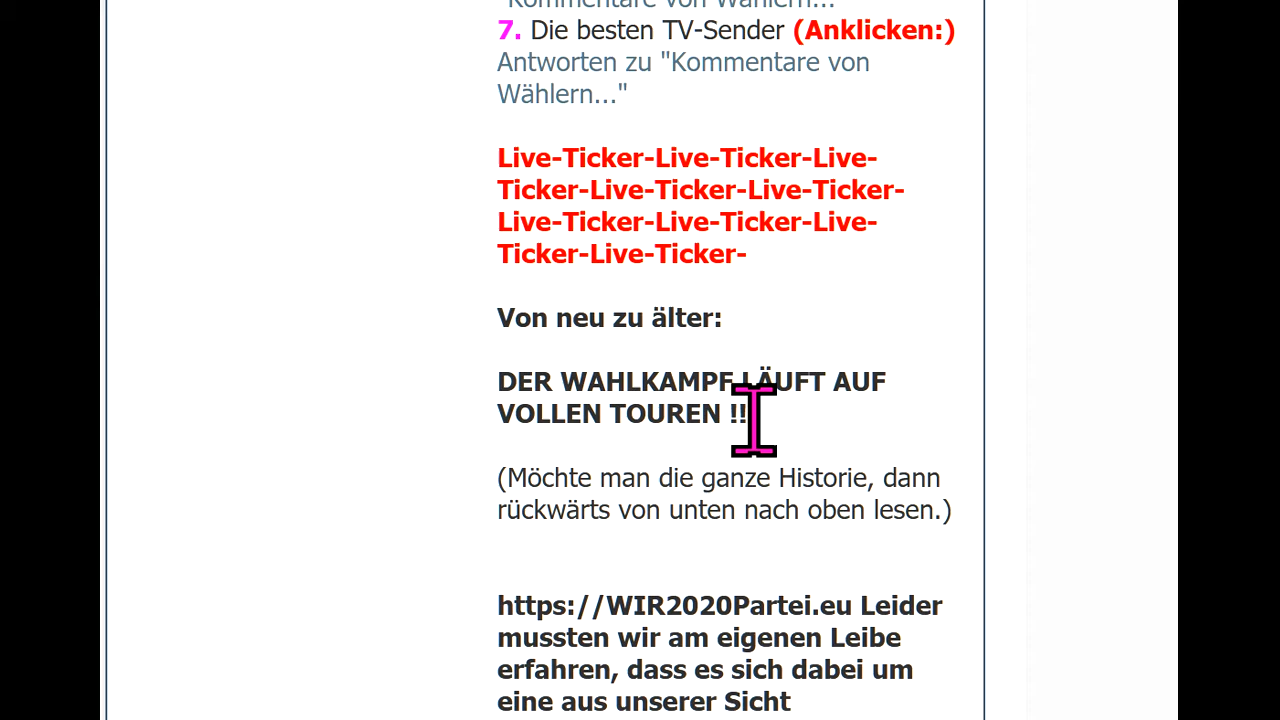 "Kommentare von Wählern..."
7. Die besten TV-Sender (Anklicken:)
Antworten zu "Kommentare von
Wählern..."
Live-Ticker-Live-Ticker-Live-
Ticker-Live-Ticker-Live-Ticker-
Live-Ticker-Live-Ticker-Live-
Ticker-Live-Ticker-
Von neu zu älter:
DER WAHLKAMPF LÄUFT AUF
VOLLEN TOUREN !!
(Möchte man die ganze Historie, dann
rückwärts von unten nach oben lesen.)
https://WIR2020Partei.eu Leider
mussten wir am eigenen Leibe
erfahren, dass es sich dabei um
eine aus unserer Sicht